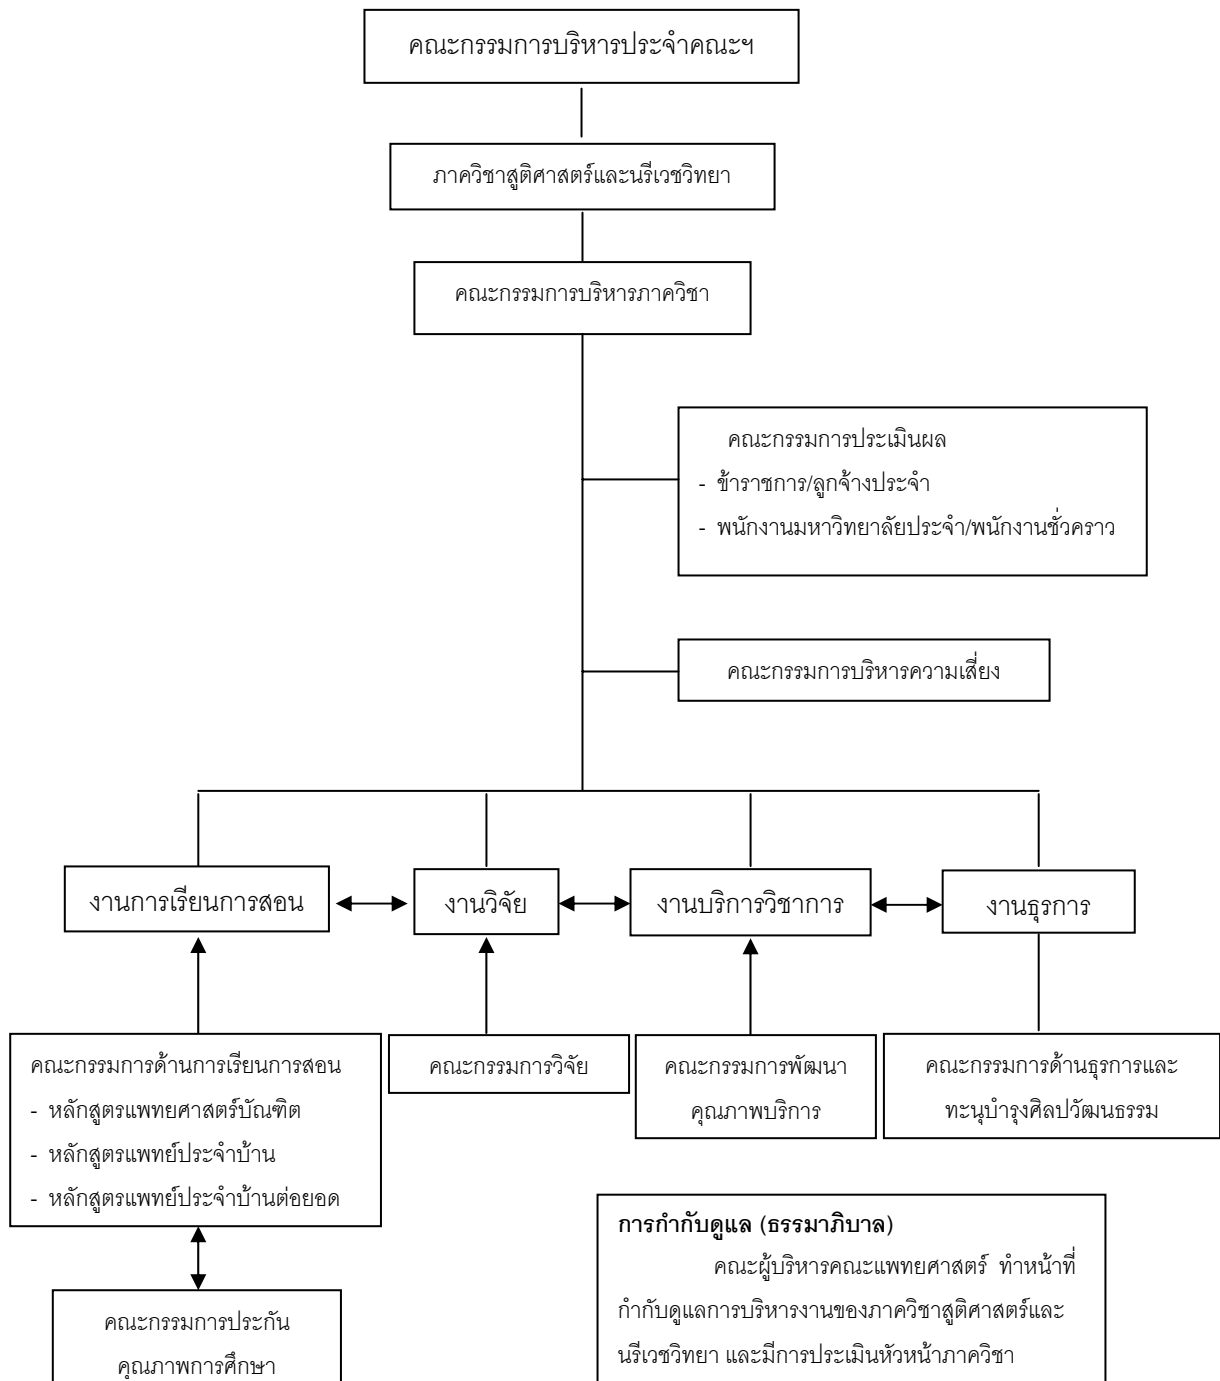 คณะกรรมการบริหารประจำคณะฯ
ภาควิชาสูติศาสตร์และนรีเวชวิทยา
คณะกรรมการบริหารภาควิชา
คณะกรรมการประเมินผล
- ข้าราชการ/ลูกจ้างประจำ
- พนักงานมหาวิทยาลัยประจำ/พนักงานชั่วคราว
คณะกรรมการบริหารความเสี่ยง
งานการเรียนการสอน
งานวิจัย
งานบริการวิชาการ
งานธุรการ
คณะกรรมการด้านการเรียนการสอน
- หลักสูตรแพทยศาสตร์บัณฑิต
- หลักสูตรแพทย์ประจำบ้าน
- หลักสูตรแพทย์ประจำบ้านต่อยอด
คณะกรรมการวิจัย
คณะกรรมการพัฒนา
คุณภาพบริการ
คณะกรรมการด้านธุรการและ
ทะนุบำรุงศิลปวัฒนธรรม
คณะกรรมการประกัน
คุณภาพการศึกษา
การกำกับดูแล (ธรรมาภิบาล)
คณะผู้บริหารคณะแพทยศาสตร์ ทำหน้าที่
กำกับดูแลการบริหารงานของภาควิชาสูติศาสตร์และ
นรีเวชวิทยา และมีการประเมินหัวหน้าภาควิชา